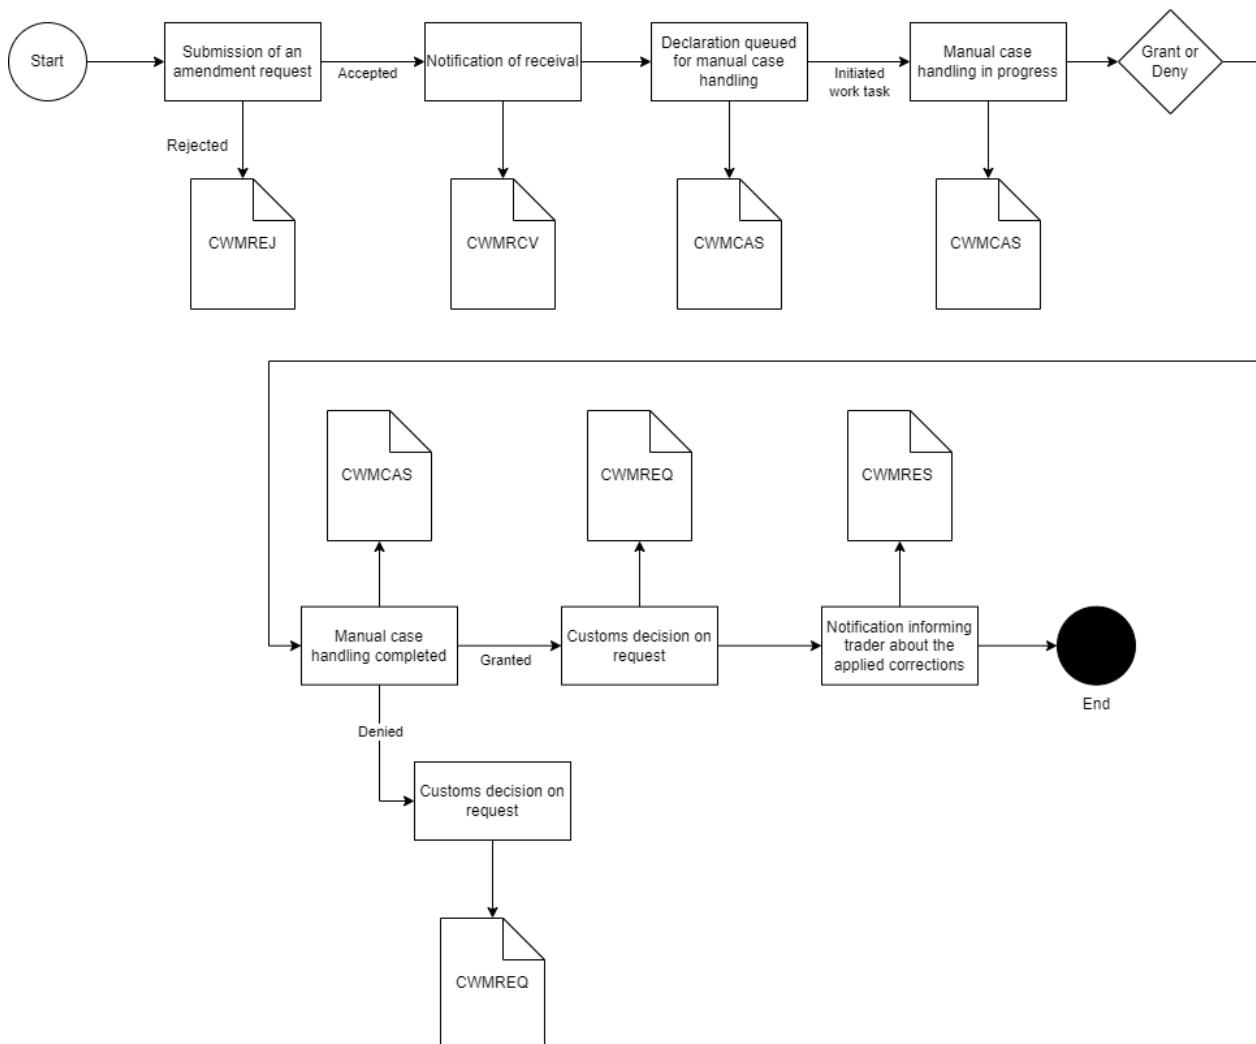 Start
Submission of an
amendment request
Accepted
Notification of receival
Declaration queued
for manual case
handling
Initiated
work task
Manual case
handling in progress
Grant or
Deny
Rejected
CWMREJ
CWMRCV
CWMCAS
CWMCAS
CWMCAS
CWMREQ
CWMRES
Manual case
handling completed
Granted
Customs decision on
request
Notification informing
trader about the
applied corrections
End
Denied
Customs decision on
request
CWMREQ